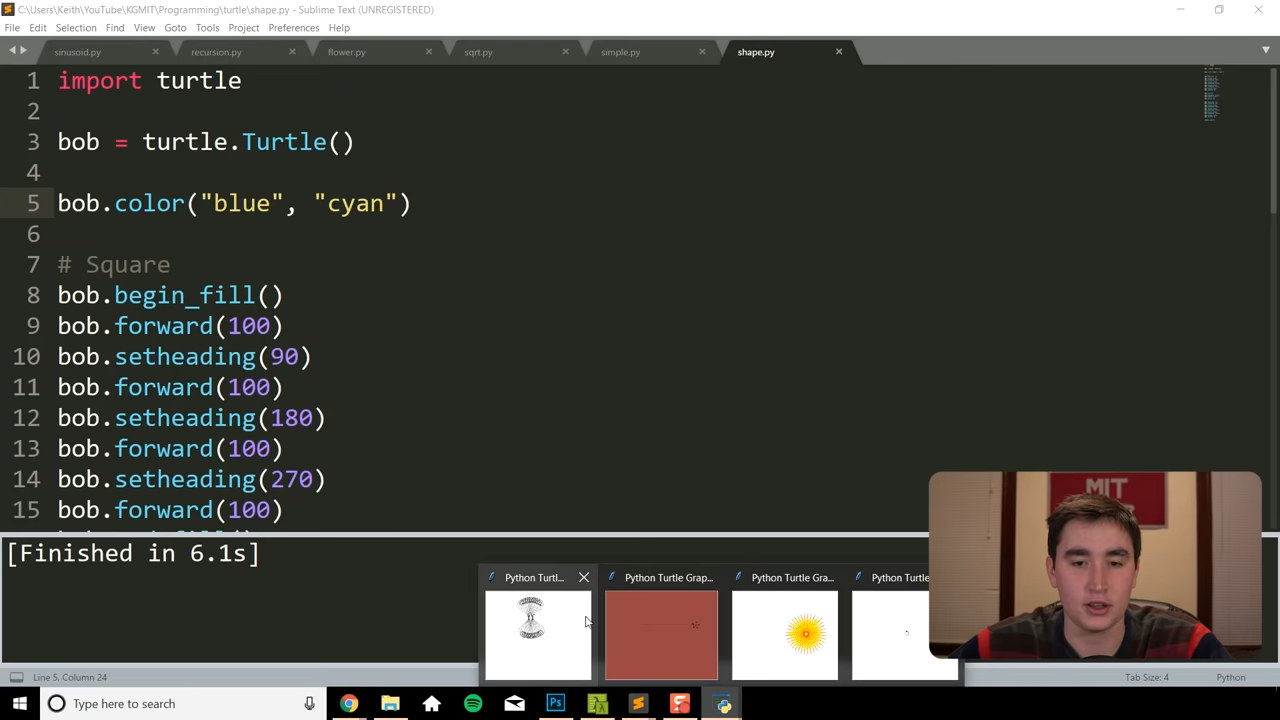 C:\Users\Keith\YouTube\KGMIT\Programming\turtle\shape.py - Sublime Text (UNREGISTERED)
File Edit Selection Find View Goto Tools Project Preferences Help
sinusoid.py recursion.py flower.py sqrt.py simple.py shape.py
1 import turtle
2
3 bob = turtle.Turtle()
4
5 bob.color("blue", "cyan")
6
7 # Square
8 bob.begin_fill()
9 bob.forward(100)
10 bob.setheading(90)
11 bob.forward(100)
12 bob.setheading(180)
13 bob.forward(100)
14 bob.setheading(270)
15 bob.forward(100)
MIT
[Finished in 6.1s]
Python Turtl... Python Turtle Grap... Python Turtle Gra... Python Turtle
Line 5, Column 24 Tab Size: 4 Python
Type here to search Ps